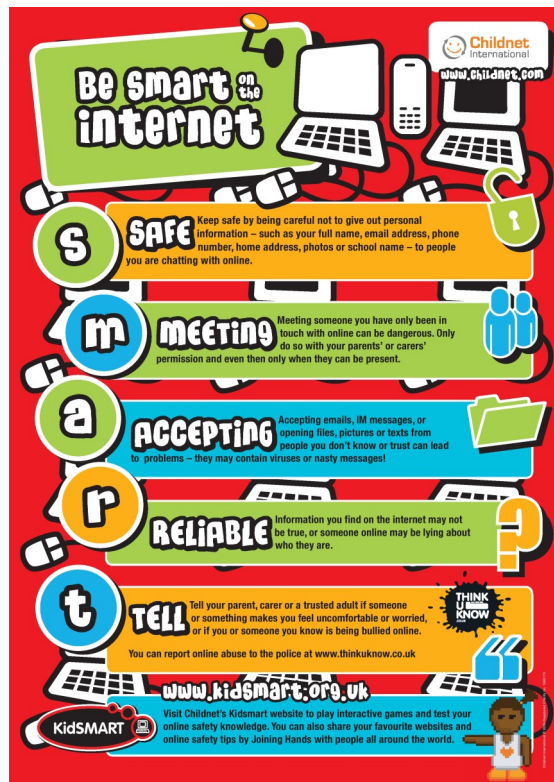 Childnet
International
www.childnet.com
Be smart on the
internet
s
SAFE
Keep safe by being careful not to give out personal
information – such as your full name, email address, phone
number, home address, photos or school name – to people
you are chatting with online.
m
MEETING
Meeting someone you have only been in
touch with online can be dangerous. Only
do so with your parents’ or carers’
permission and even then only when they can be present.
a
ACCEPTING
Accepting emails, IM messages, or
opening files, pictures or texts from
people you don’t know or trust can lead
to problems – they may contain viruses or nasty messages!
r
RELIABLE
Information you find on the internet may not
be true, or someone online may be lying about
who they are.
t
TELL
Tell your parent, carer or a trusted adult if someone
or something makes you feel uncomfortable or worried,
or if you or someone you know is being bullied online.
You can report online abuse to the police at www.thinkuknow.co.uk
THINK
U
KNOW
www.kidsmart.org.uk
KidSMART
Visit Childnet’s Kidsmart website to play interactive games and test your
online safety knowledge. You can also share your favourite websites and
online safety tips by Joining Hands with people all around the world.